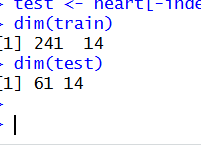 > test <- heart[-inde
> dim(train)
[1] 241  14
> dim(test)
[1] 61 14
>
>